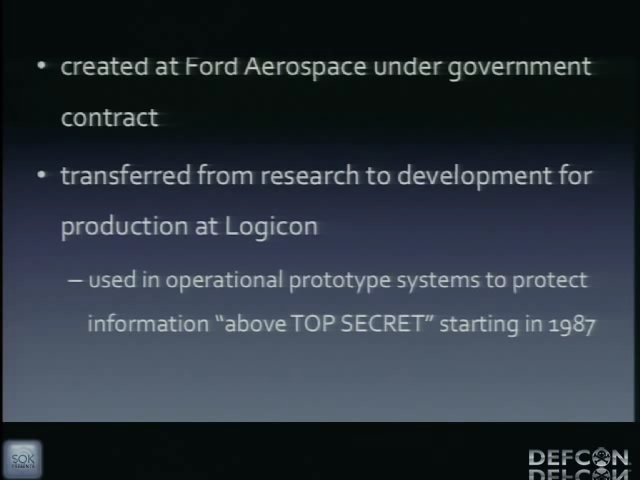 • created at Ford Aerospace under government
contract
• transferred from research to development for
production at Logicon
– used in operational prototype systems to protect
information “above TOP SECRET” starting in 1987
SOK
DEFCON